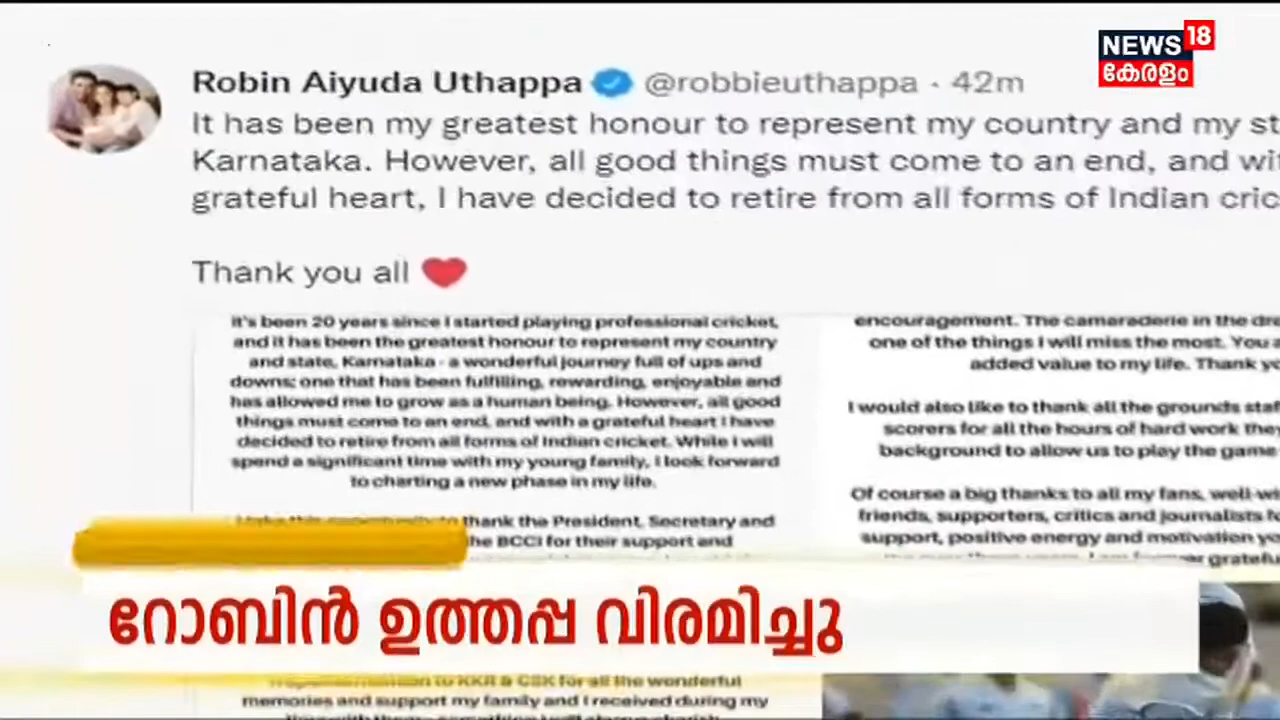 NEWS 18
കേരളം
Robin Aiyuda Uthappa @robbieuthappa · 42m
It has been my greatest honour to represent my country and my st
Karnataka. However, all good things must come to an end, and wi
grateful heart, I have decided to retire from all forms of Indian cric
Thank you all ❤
It's been 20 years since I started playing professional cricket,
and it has been the greatest honour to represent my country
and state, Karnataka - a wonderful journey full of ups and
downs; one that has been fulfilling, rewarding, enjoyable and
has allowed me to grow as a human being. However, all good
things must come to an end, and with a grateful heart I have
decided to retire from all forms of Indian cricket. While I will
spend a significant time with my young family, I look forward
to charting a new phase in my life.
thank the President, Secretary and
he BCCI for their support and
encouragement. The camaraderie in the dre
one of the things I will miss the most. You a
added value to my life. Thank yo
I would also like to thank all the grounds staf
scorers for all the hours of hard work they
background to allow us to play the game
Of course a big thanks to all my fans, well-wi
friends, supporters, critics and journalists fo
support, positive energy and motivation yo
grateful
റോബിൻ ഉത്തപ്പ വിരമിച്ചു
to KKR & CSK for all the wonderful
memories and support my family and I received during my